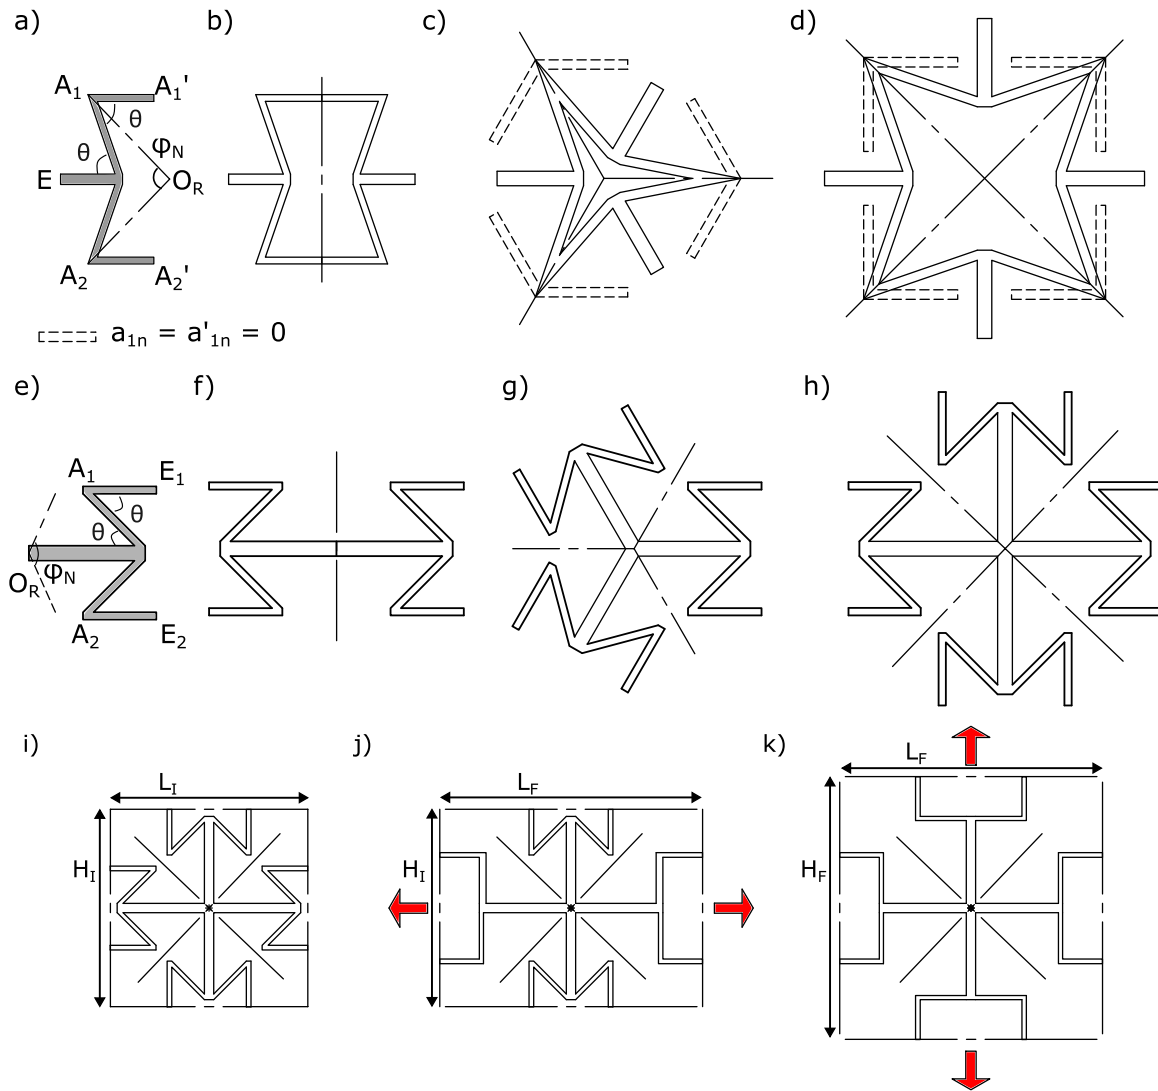 a) b) c) d)
A₁ A₁'
θ
θ φN
E OR
A₂ A₂'
a₁ₙ = a'₁ₙ = 0
e) f) g) h)
A₁ E₁
θ
θ
OR φN
A₂ E₂
i) j) k)
LI LF LF
HI HI HF